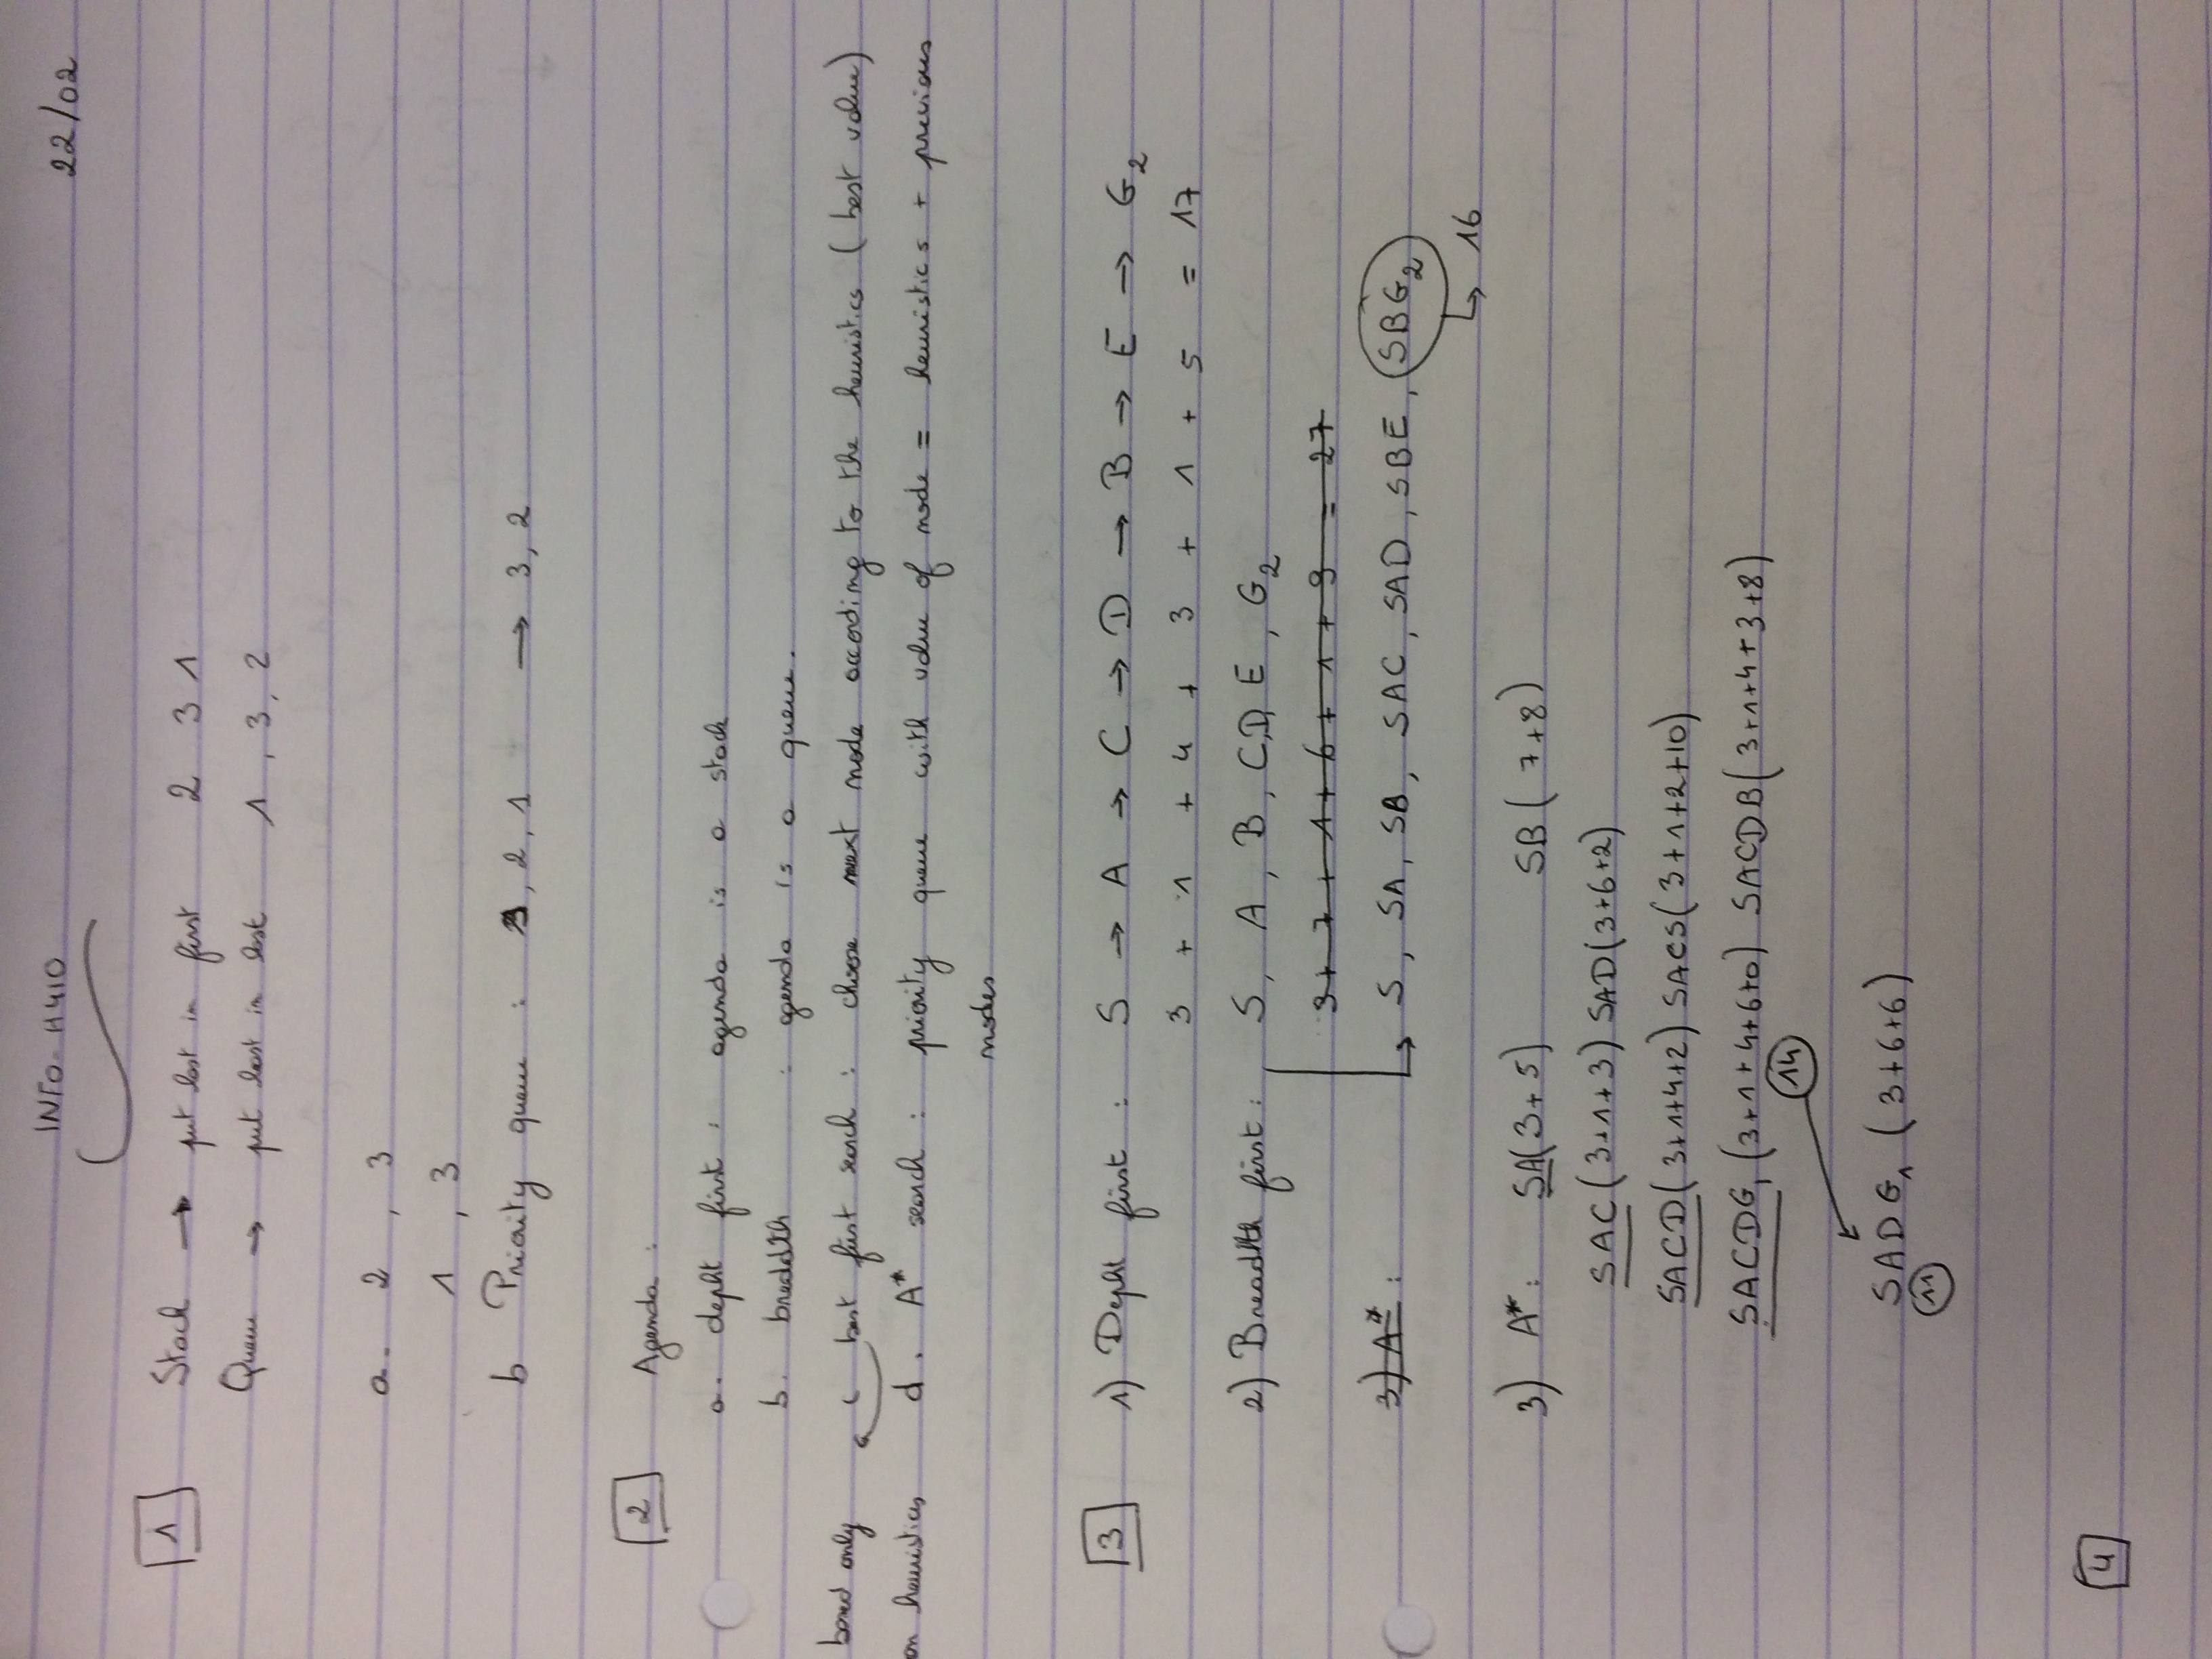 INFO-H410
22/02
1 Stack → put last in first 2 3 1
Queue → put last in last 1, 3, 2
a. 2, 3
1, 3
b Priority queue : 3, 2, 1 → 3, 2
2 Agenda :
a. depht first : agenda is a stack
b. breadth : agenda is a queue.
based only c best first search : choose next node according to the heuristics (best value)
on heuristics d. A* search : priority queue with value of node = heuristics + previous
nodes
3 1) Depht first : S → A → C → D → B → E → G2
3 + 1 + 4 + 3 + 1 + 5 = 17
2) Breadth first : S, A, B, C, D, E, G2
3 + 7 + 1 + 6 + 1 + 9 = 27
3) A* : S, SA, SB, SAC, SAD, SBE, SBG2
↳ 16
3) A* : SA(3+5) SB(7+8)
SAC(3+1+3) SAD(3+6+2)
SACD(3+1+4+2) SACS(3+1+2+10)
SACDG1(3+1+4+6+0) SACDB(3+1+4+3+8)
14
SADG1 (3+6+6)
11
4